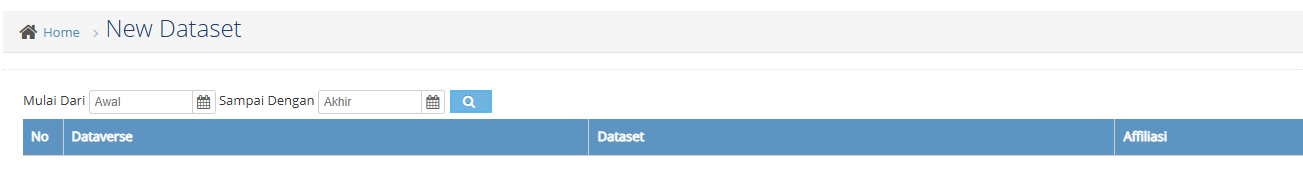 Home > New Dataset
Mulai Dari Awal Sampai Dengan Akhir
No Dataverse Dataset Affiliasi